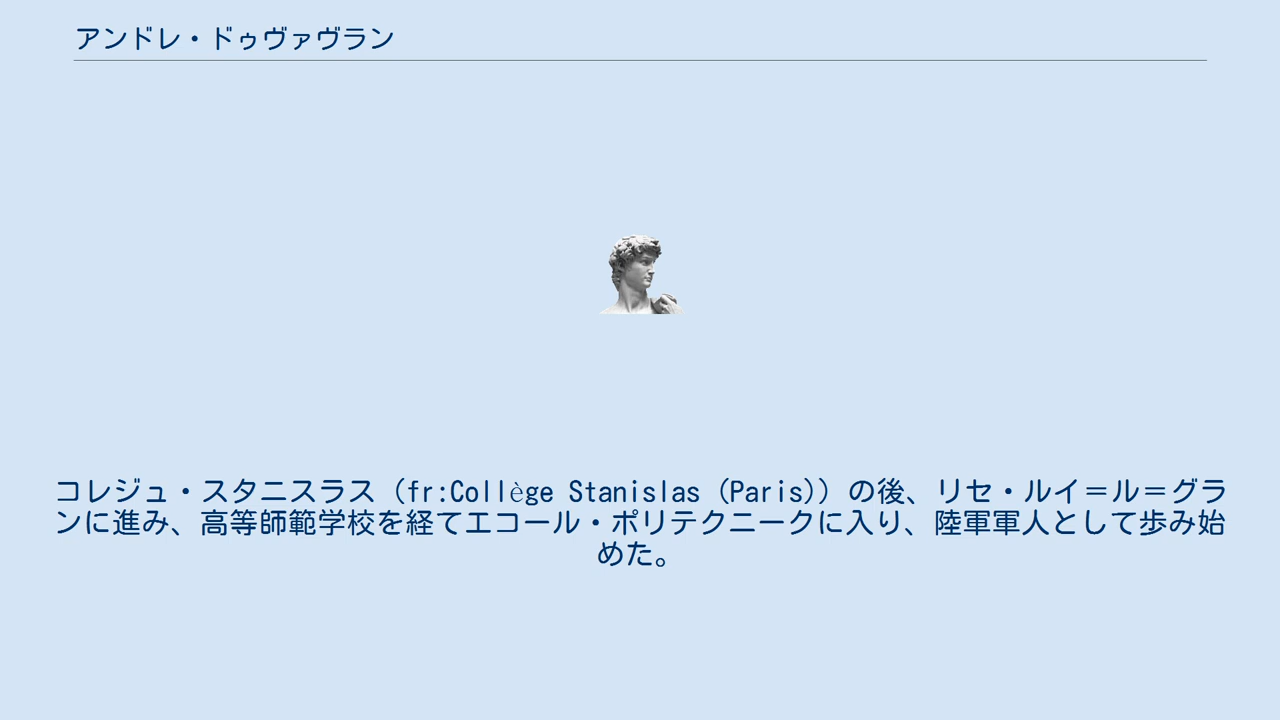 アンドレ・ドゥヴァヴラン
コレジュ・スタニスラス（fr:Collège Stanislas (Paris)）の後、リセ・ルイ＝ル＝グラ
ンに進み、高等師範学校を経てエコール・ポリテクニークに入り、陸軍軍人として歩み始
めた。